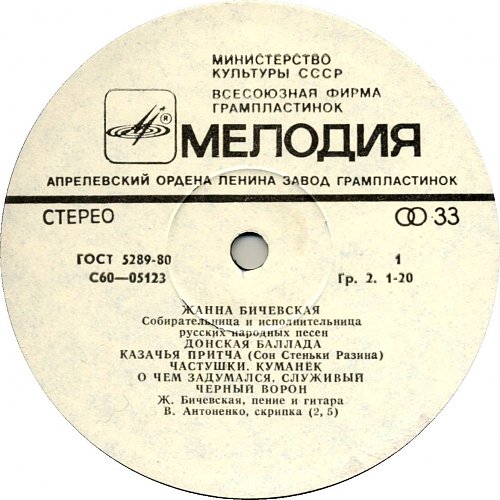 МИНИСТЕРСТВО
КУЛЬТУРЫ СССР
ВСЕСОЮЗНАЯ ФИРМА
ГРАМПЛАСТИНОК
®
МЕЛОДИЯ
АПРЕЛЕВСКИЙ ОРДЕНА ЛЕНИНА ЗАВОД ГРАМПЛАСТИНОК
СТЕРЕО 33
ГОСТ 5289-80 1
С60—05123 Гр. 2. 1-20
ЖАННА БИЧЕВСКАЯ
Собирательница и исполнительница
русских народных песен
ДОНСКАЯ БАЛЛАДА
КАЗАЧЬЯ ПРИТЧА (Сон Стеньки Разина)
ЧАСТУШКИ. КУМАНЁК
О ЧЕМ ЗАДУМАЛСЯ, СЛУЖИВЫЙ
ЧЕРНЫЙ ВОРОН
Ж. Бичевская, пение и гитара
В. Антоненко, скрипка (2, 5)